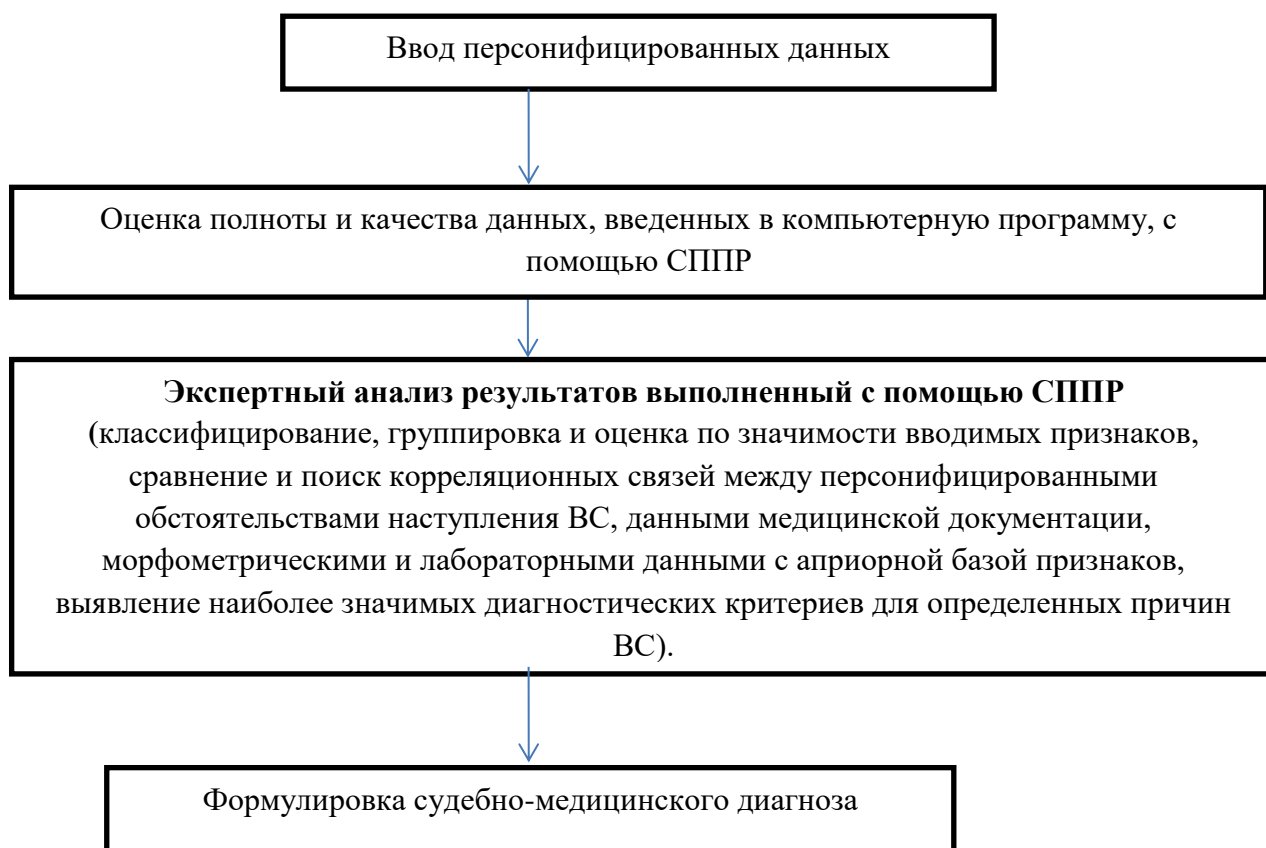 Ввод персонифицированных данных
Оценка полноты и качества данных, введенных в компьютерную программу, с
помощью СППР
Экспертный анализ результатов выполненный с помощью СППР
(классифицирование, группировка и оценка по значимости вводимых признаков,
сравнение и поиск корреляционных связей между персонифицированными
обстоятельствами наступления ВС, данными медицинской документации,
морфометрическими и лабораторными данными с априорной базой признаков,
выявление наиболее значимых диагностических критериев для определенных причин
ВС).
Формулировка судебно-медицинского диагноза